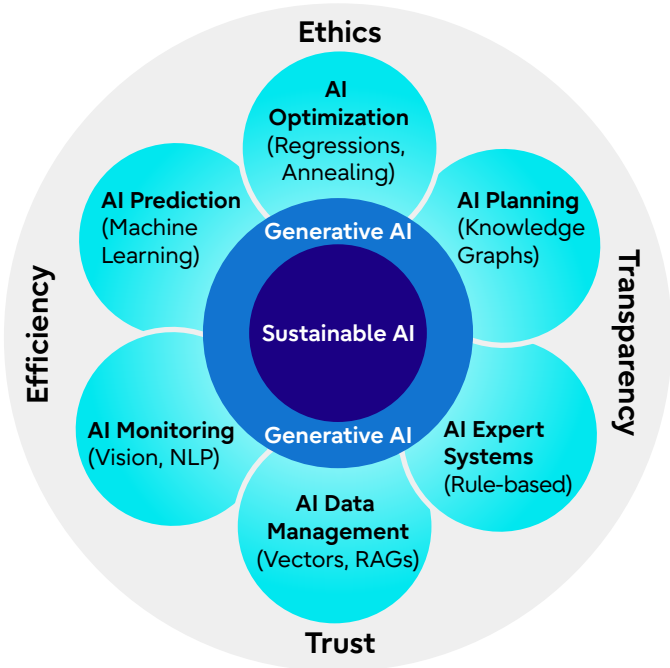 Ethics
AI
Optimization
(Regressions,
Annealing)
AI Prediction
(Machine
Learning)
AI Planning
(Knowledge
Graphs)
Generative AI
Efficiency
Sustainable AI
Transparency
Generative AI
AI Monitoring
(Vision, NLP)
AI Expert
Systems
(Rule-based)
AI Data
Management
(Vectors, RAGs)
Trust